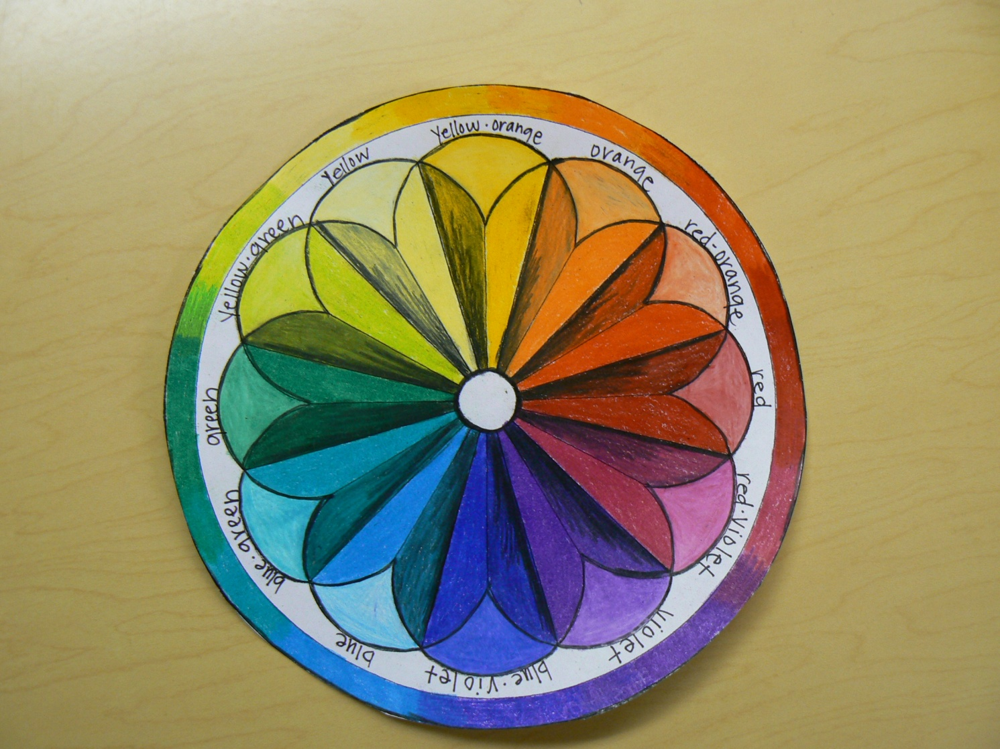 yellow·orange
orange
red-orange
red
red·violet
violet
blue·violet
blue
blue·green
green
yellow·green
yellow